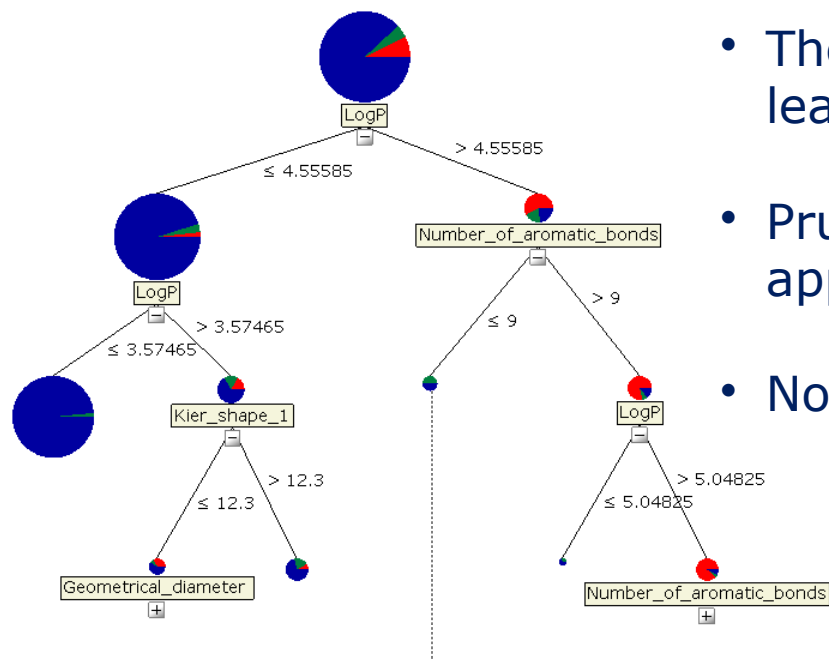 LogP
≤ 4.55585
> 4.55585
LogP
Number_of_aromatic_bonds
≤ 3.57465
> 3.57465
≤ 9
> 9
Kier_shape_1
LogP
≤ 12.3
> 12.3
≤ 5.04825
> 5.04825
Geometrical_diameter
Number_of_aromatic_bonds
• The
lea
• Pru
app
• No